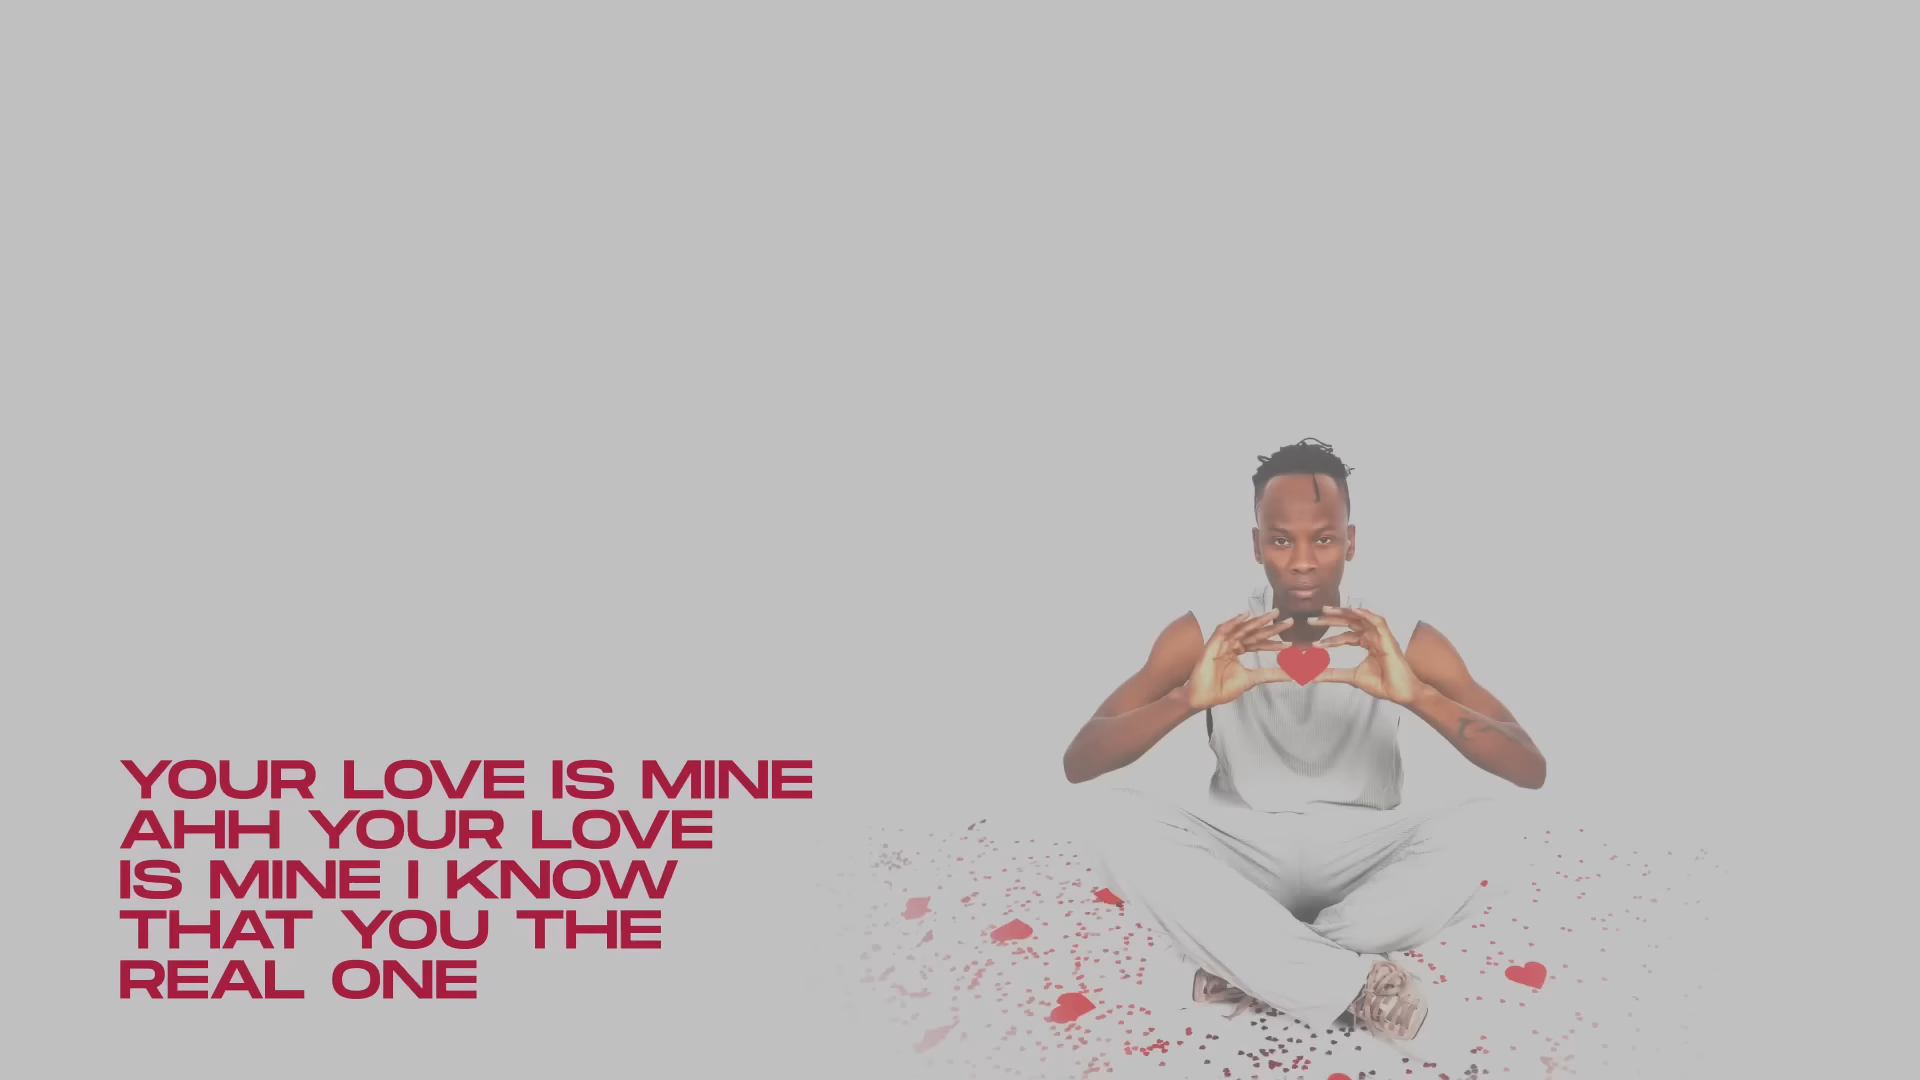 YOUR LOVE IS MINE
AHH YOUR LOVE
IS MINE I KNOW
THAT YOU THE
REAL ONE